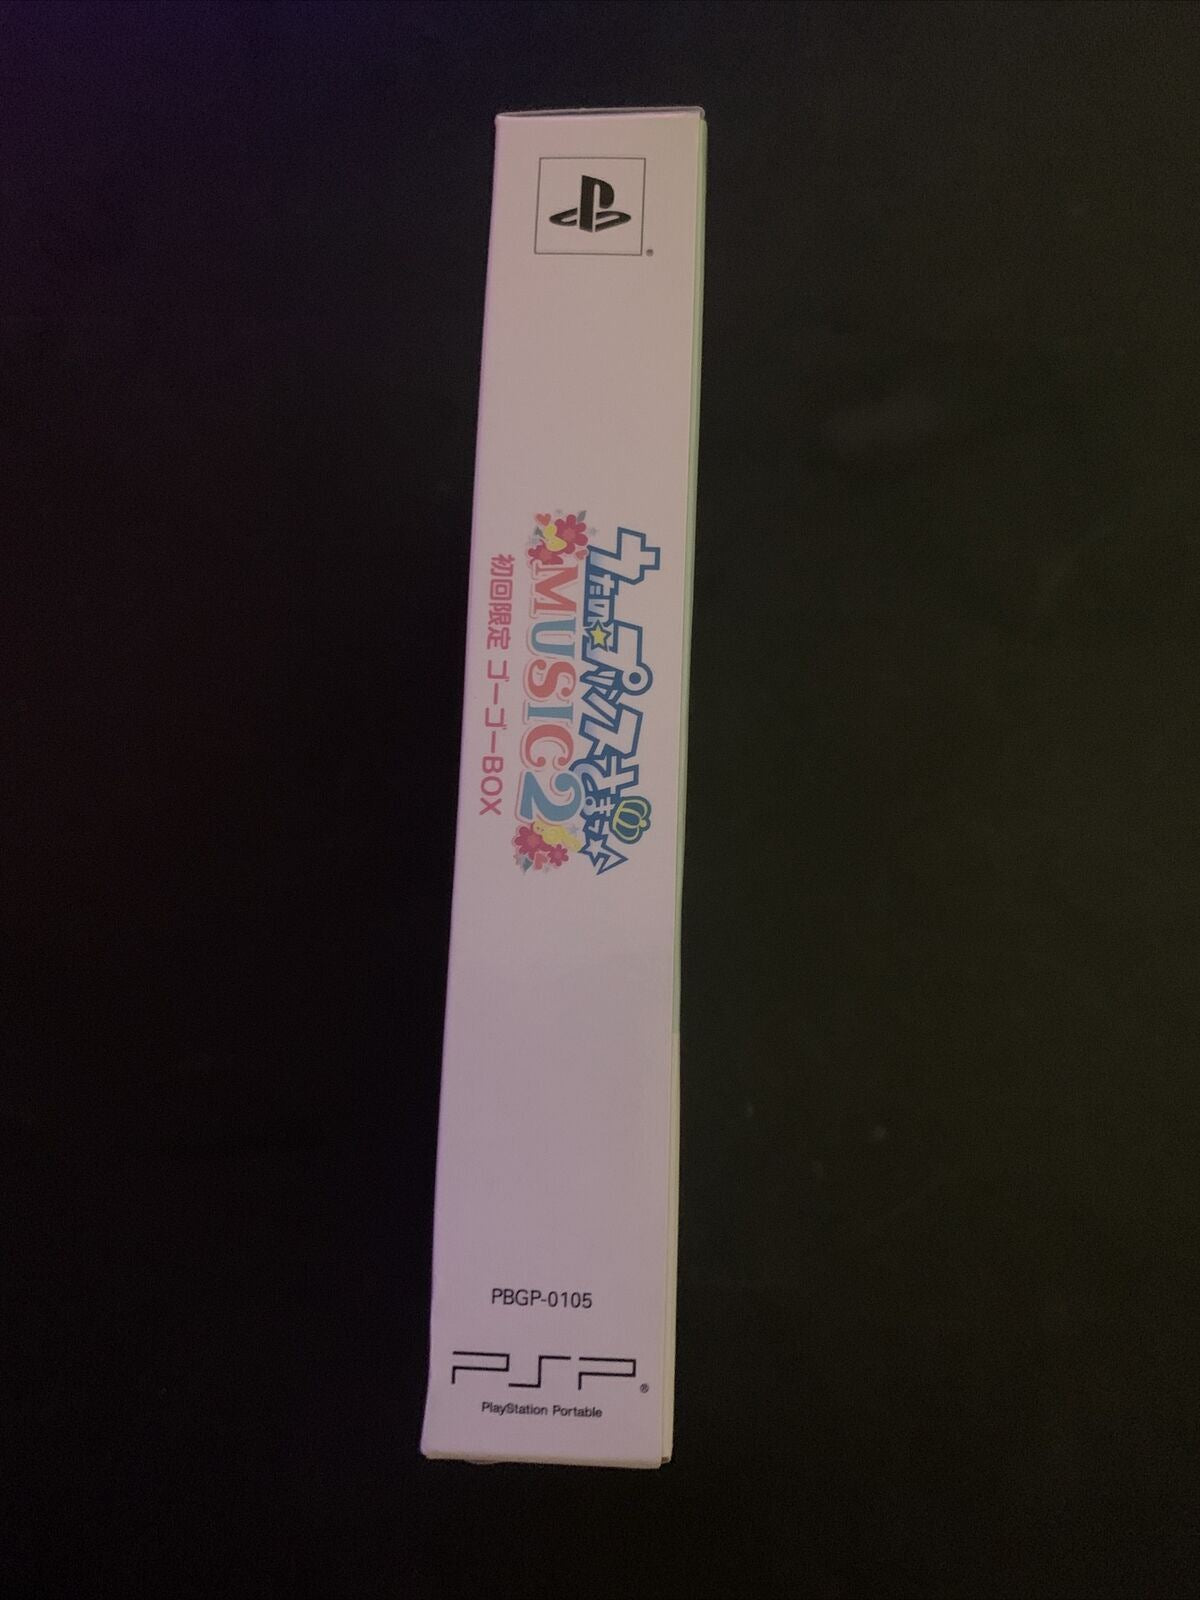 うたの☆プリンスさまっ♪
MUSIC2
初回限定 ゴーゴーBOX
PBGP-0105
PSP®
PlayStation Portable